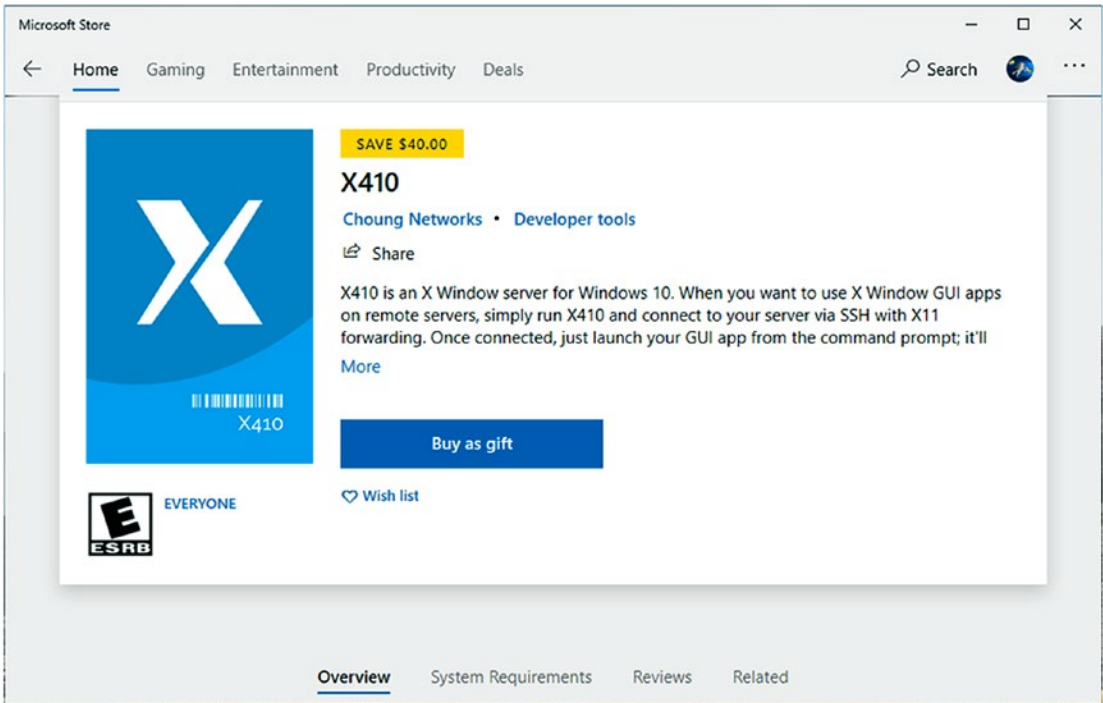 Microsoft Store
Home Gaming Entertainment Productivity Deals Search
SAVE $40.00
X410
Choung Networks • Developer tools
Share
X410 is an X Window server for Windows 10. When you want to use X Window GUI apps
on remote servers, simply run X410 and connect to your server via SSH with X11
forwarding. Once connected, just launch your GUI app from the command prompt; it'll
More
X410
Buy as gift
Wish list
E
ESRB
EVERYONE
Overview System Requirements Reviews Related